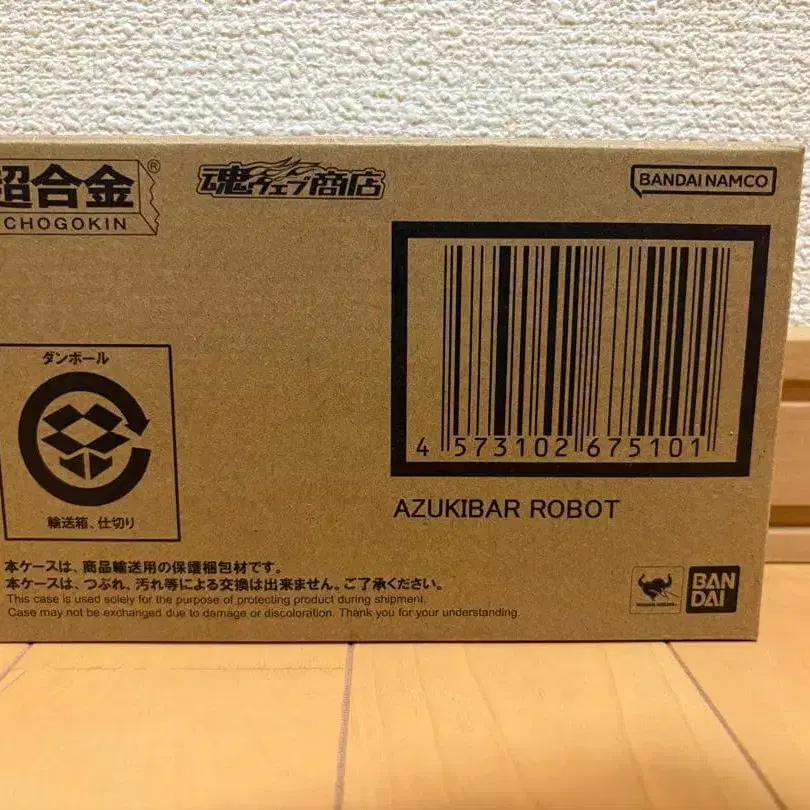 超合金®
CHOGOKIN
魂ウェブ商店
BANDAI NAMCO
4 573102 675101
AZUKIBAR ROBOT
ダンボール
輸送箱、仕切り
本ケースは、商品輸送用の保護梱包材です。
本ケースは、つぶれ、汚れ等による交換は出来ません。ご了承ください。
This case is used solely for the purpose of protecting product during shipment.
Case may not be exchanged due to damage or discoloration. Thank you for your understanding.
BAN
DAI